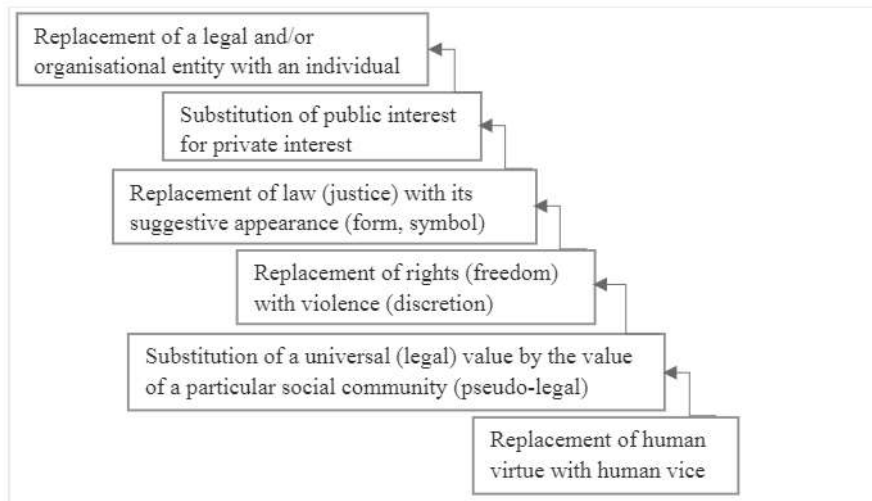 Replacement of a legal and/or
organisational entity with an individual
Substitution of public interest
for private interest
Replacement of law (justice) with its
suggestive appearance (form, symbol)
Replacement of rights (freedom)
with violence (discretion)
Substitution of a universal (legal) value by the value
of a particular social community (pseudo-legal)
Replacement of human
virtue with human vice